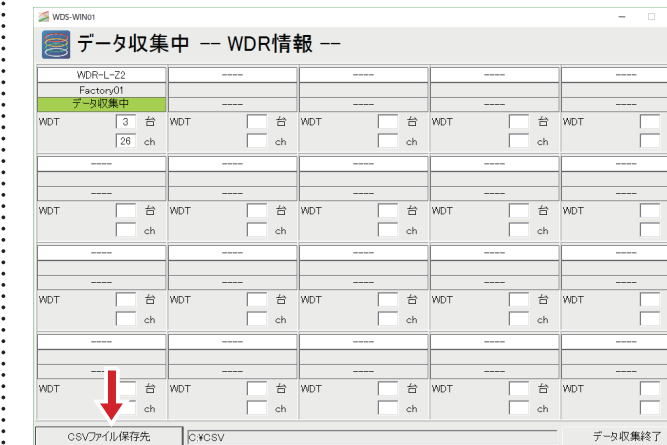 WDS-WIN01
データ収集中 -- WDR情報 --
WDR-L-Z2 ---- ---- ---- ----
Factory01
データ収集中 ---- ---- ---- ----
WDT 3 台 WDT 台 WDT 台 WDT 台 WDT
26 ch ch ch ch
---- ---- ---- ---- ----
---- ---- ---- ---- ----
WDT 台 WDT 台 WDT 台 WDT 台 WDT
ch ch ch ch
---- ---- ---- ---- ----
---- ---- ---- ---- ----
WDT 台 WDT 台 WDT 台 WDT 台 WDT
ch ch ch ch
---- ---- ---- ---- ----
---- ---- ---- ---- ----
WDT 台 WDT 台 WDT 台 WDT 台 WDT
ch ch ch ch
CSVファイル保存先 C:¥CSV データ収集終了